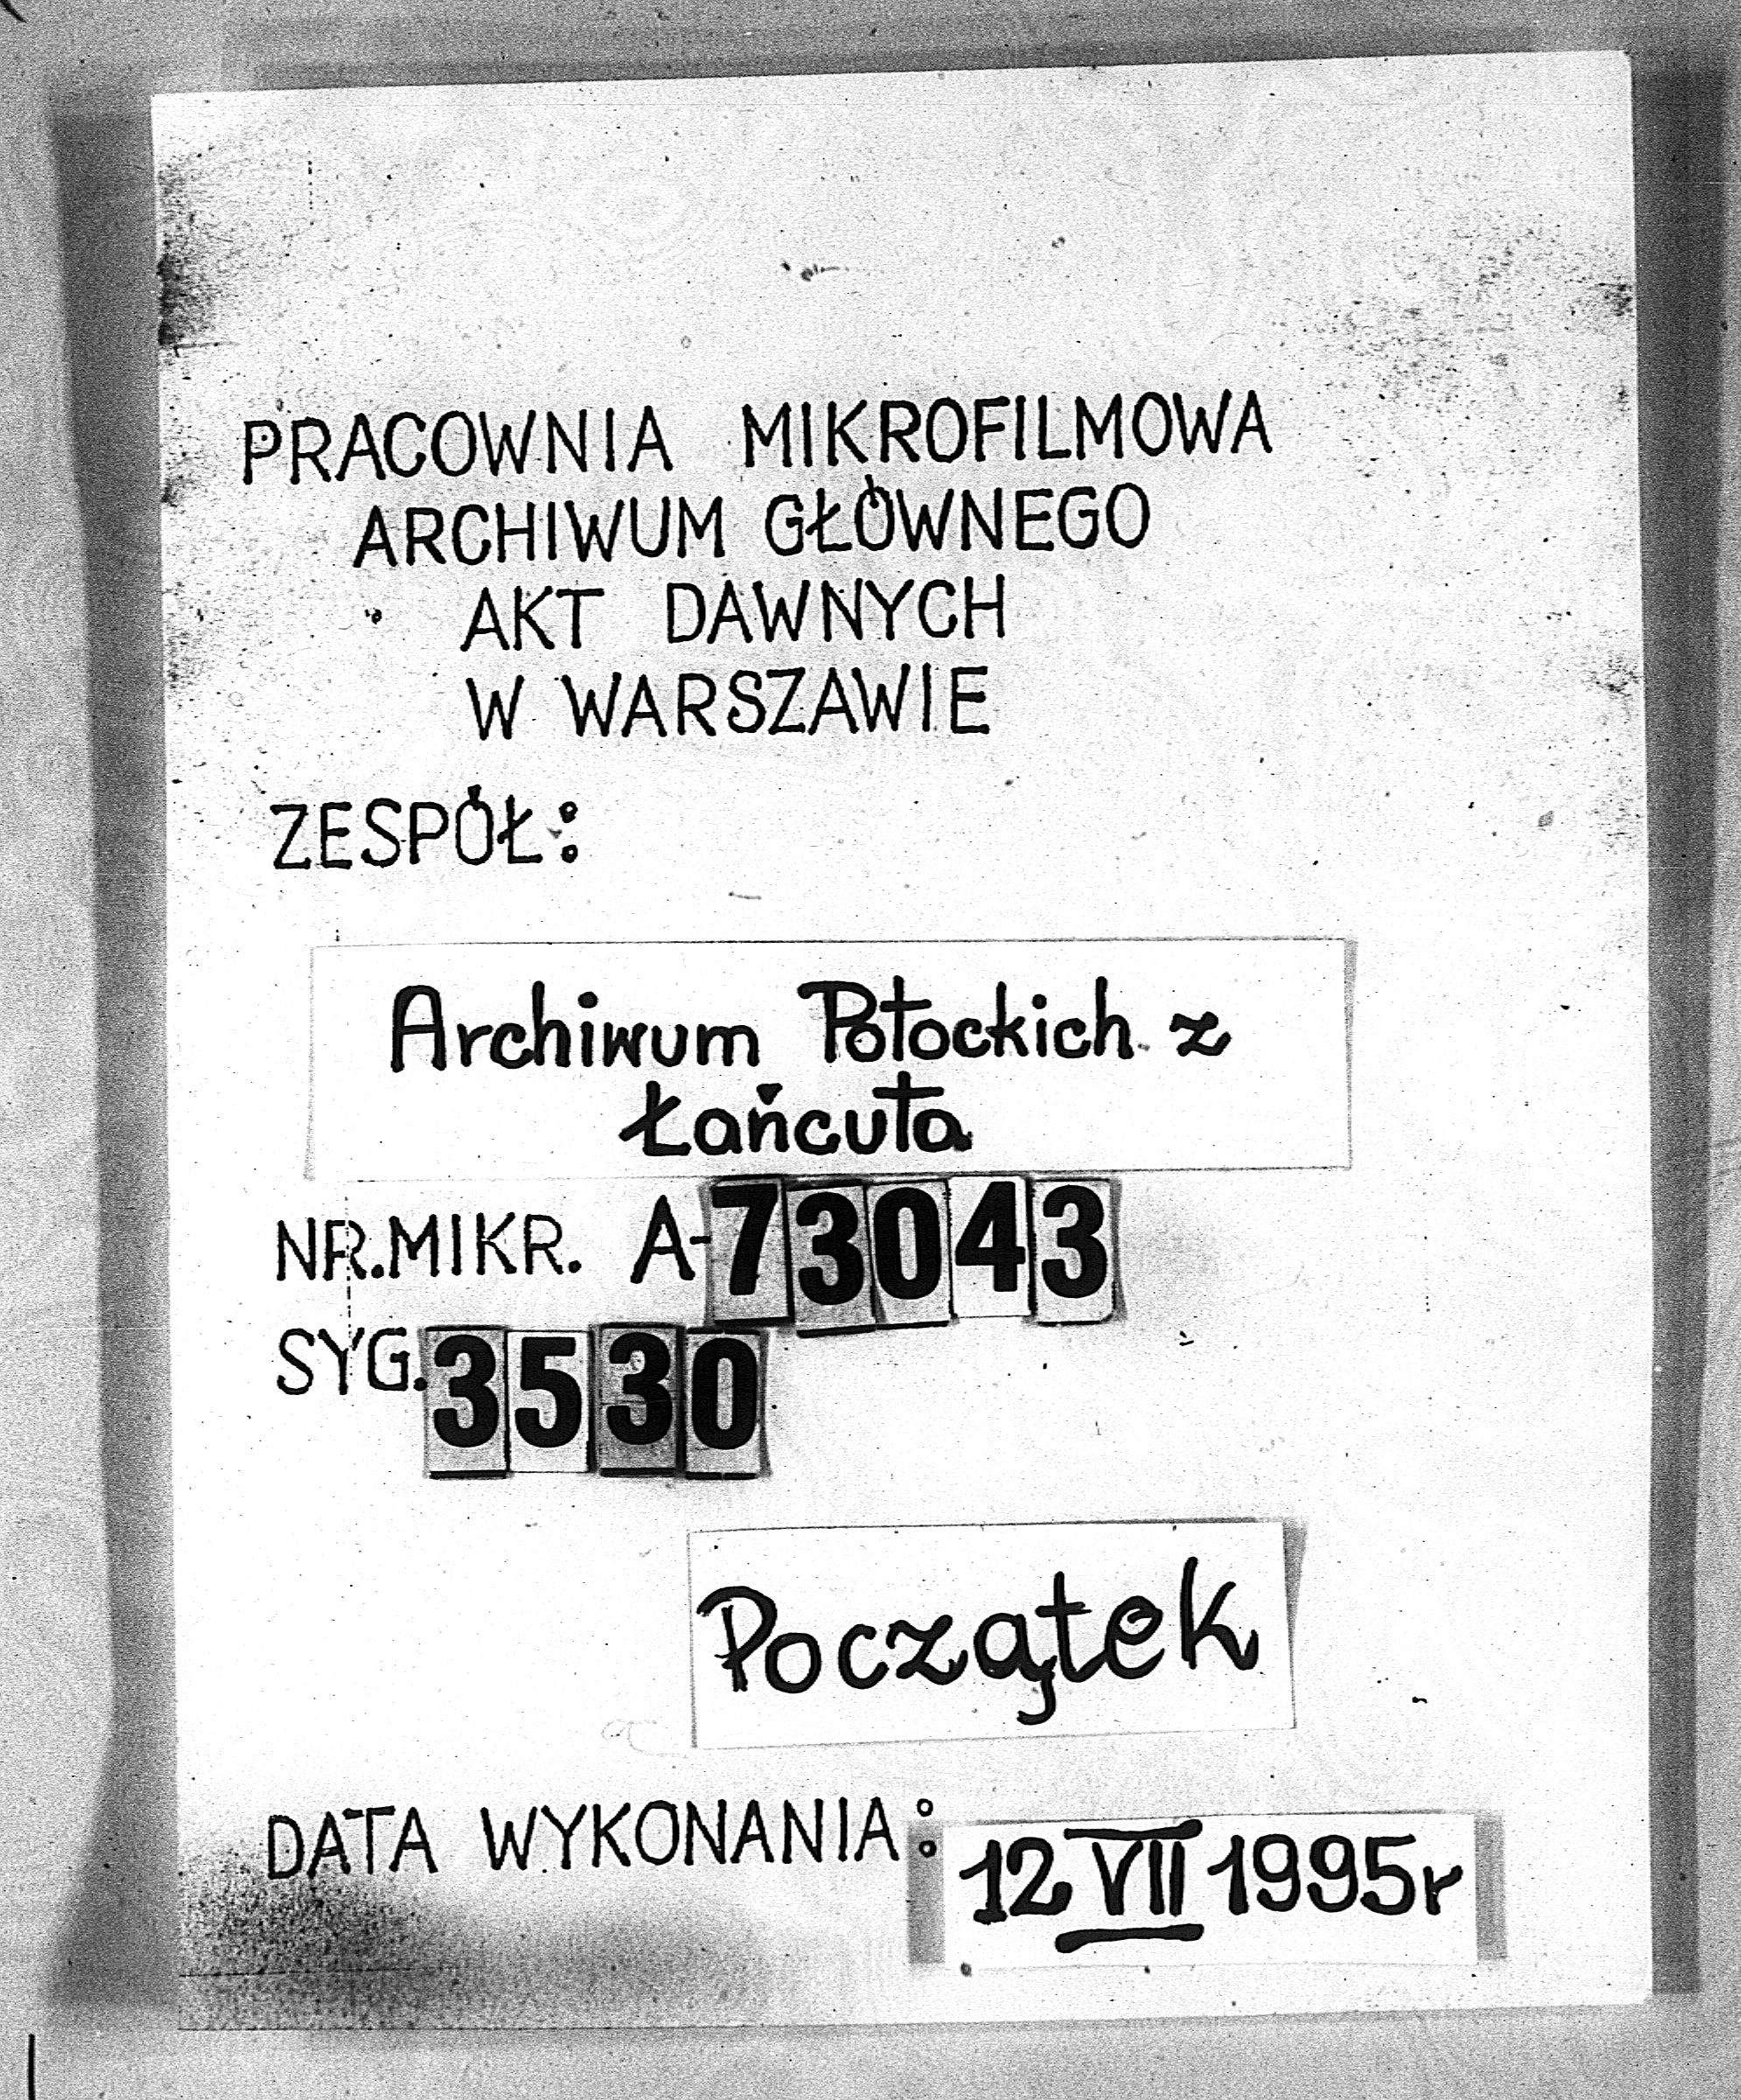 PRACOWNIA MIKROFILMOWA
ARCHIWUM GŁÓWNEGO
AKT DAWNYCH
W WARSZAWIE
ZESPÓŁ:
Archiwum Potockich z
Łańcuta
NR.MIKR. A-73043
SYG.3530
Początek
DATA WYKONANIA: 12 VII 1995r